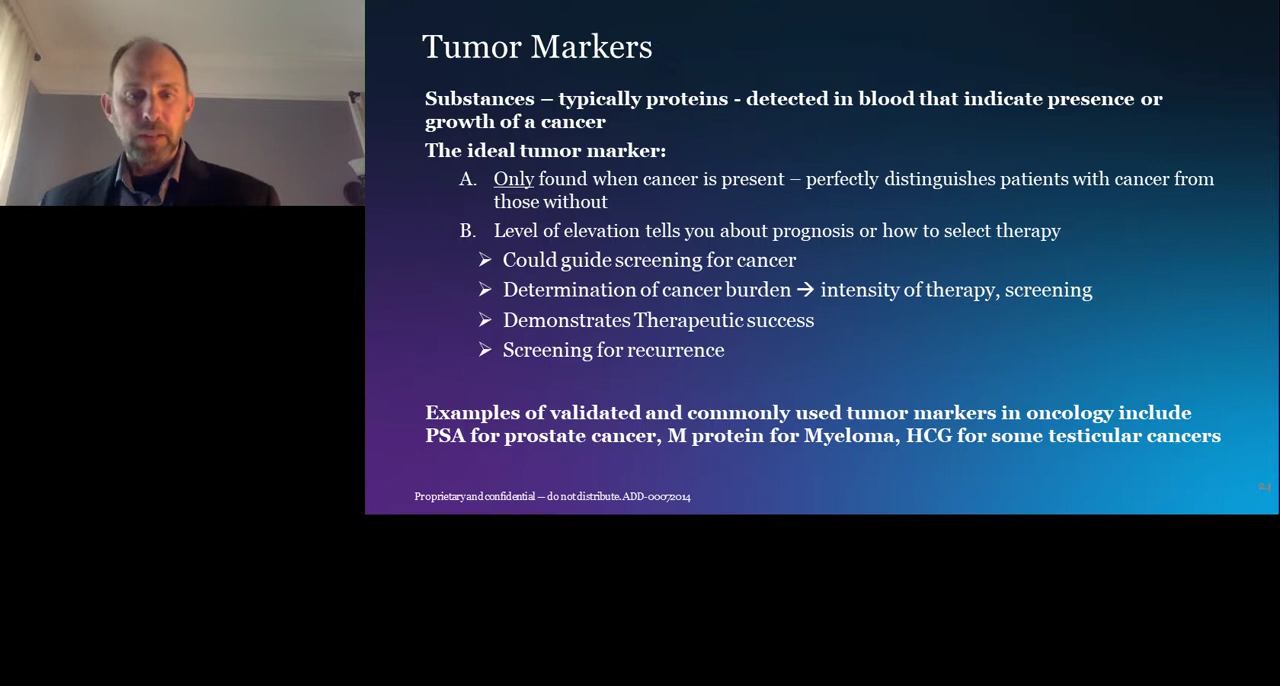 Tumor Markers
Substances – typically proteins - detected in blood that indicate presence or
growth of a cancer
The ideal tumor marker:
A. Only found when cancer is present – perfectly distinguishes patients with cancer from
those without
B. Level of elevation tells you about prognosis or how to select therapy
➢ Could guide screening for cancer
➢ Determination of cancer burden → intensity of therapy, screening
➢ Demonstrates Therapeutic success
➢ Screening for recurrence
Examples of validated and commonly used tumor markers in oncology include
PSA for prostate cancer, M protein for Myeloma, HCG for some testicular cancers
Proprietary and confidential — do not distribute. ADD-00072014